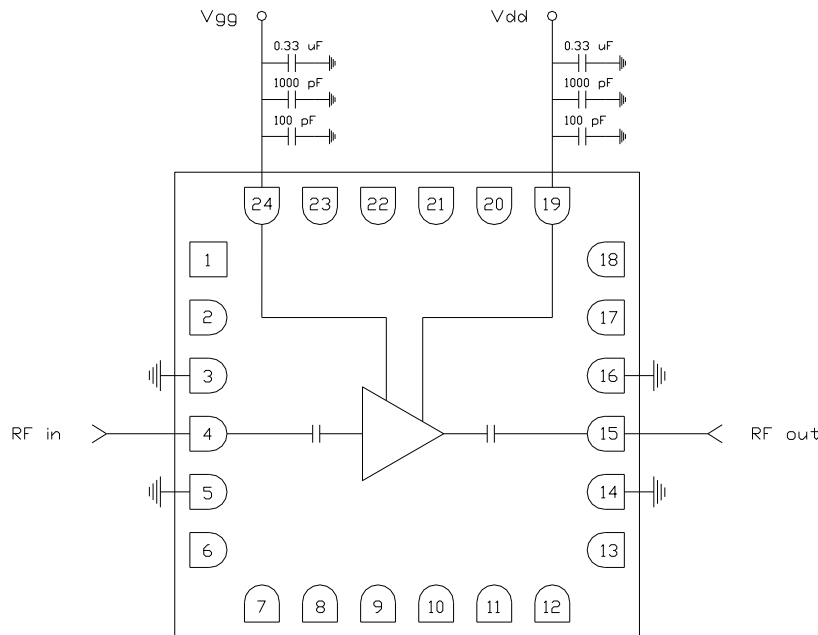 Vgg Vdd
0.33 uF 0.33 uF
1000 pF 1000 pF
100 pF 100 pF
24 23 22 21 20 19
1 18
2 17
3 16
RF in 4 15 RF out
5 14
6 13
7 8 9 10 11 12